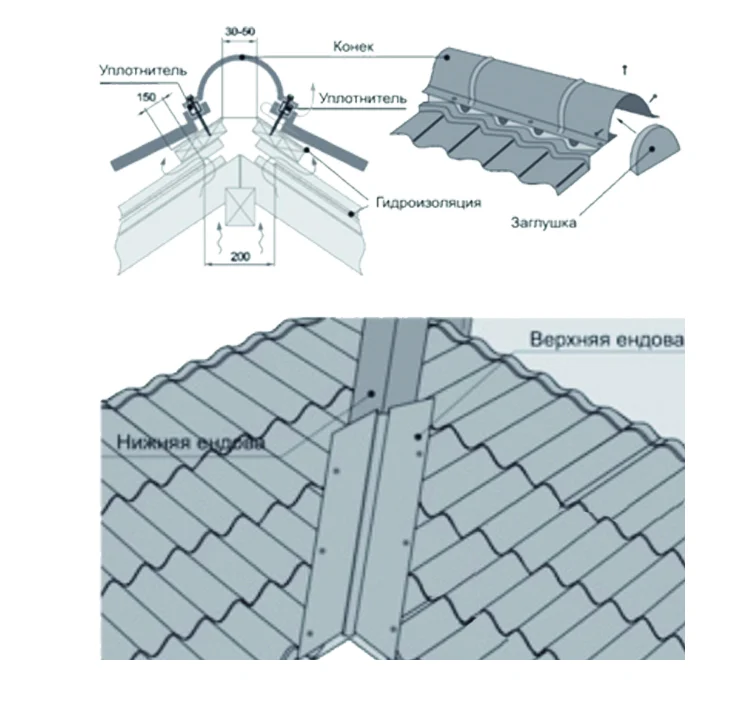 30-50
Конек
Уплотнитель
150
Уплотнитель
Гидроизоляция
Заглушка
200
Верхняя ендова
Нижняя ендова